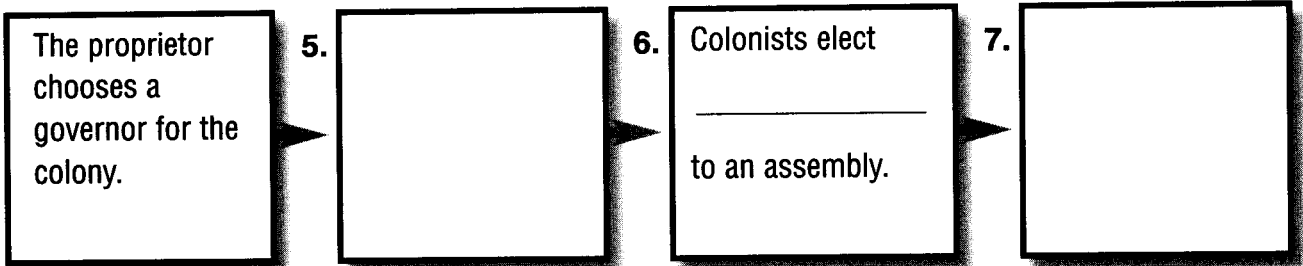 The proprietor
chooses a
governor for the
colony.
5.
6.
Colonists elect
to an assembly.
7.